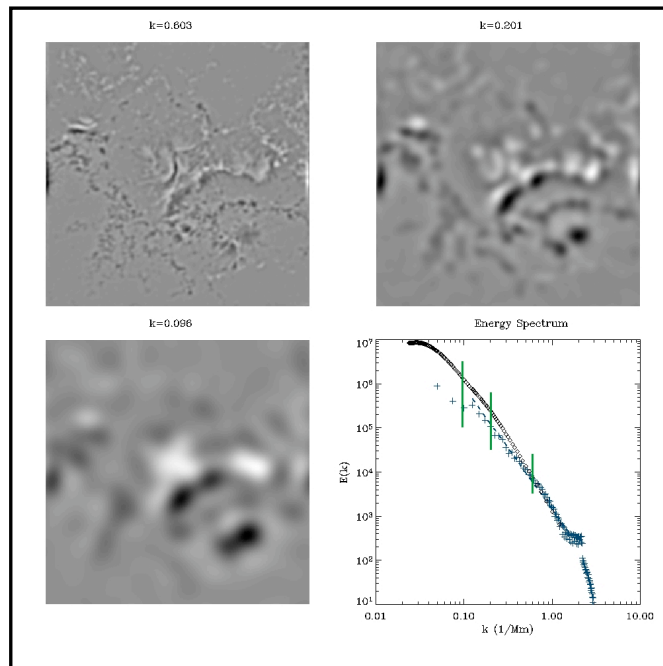 k=0.603
k=0.201
k=0.096
Energy Spectrum
10⁷
10⁶
10⁵
10⁴
10³
10²
10¹
E(k)
0.01 0.10 1.00 10.00
k (1/Mm)